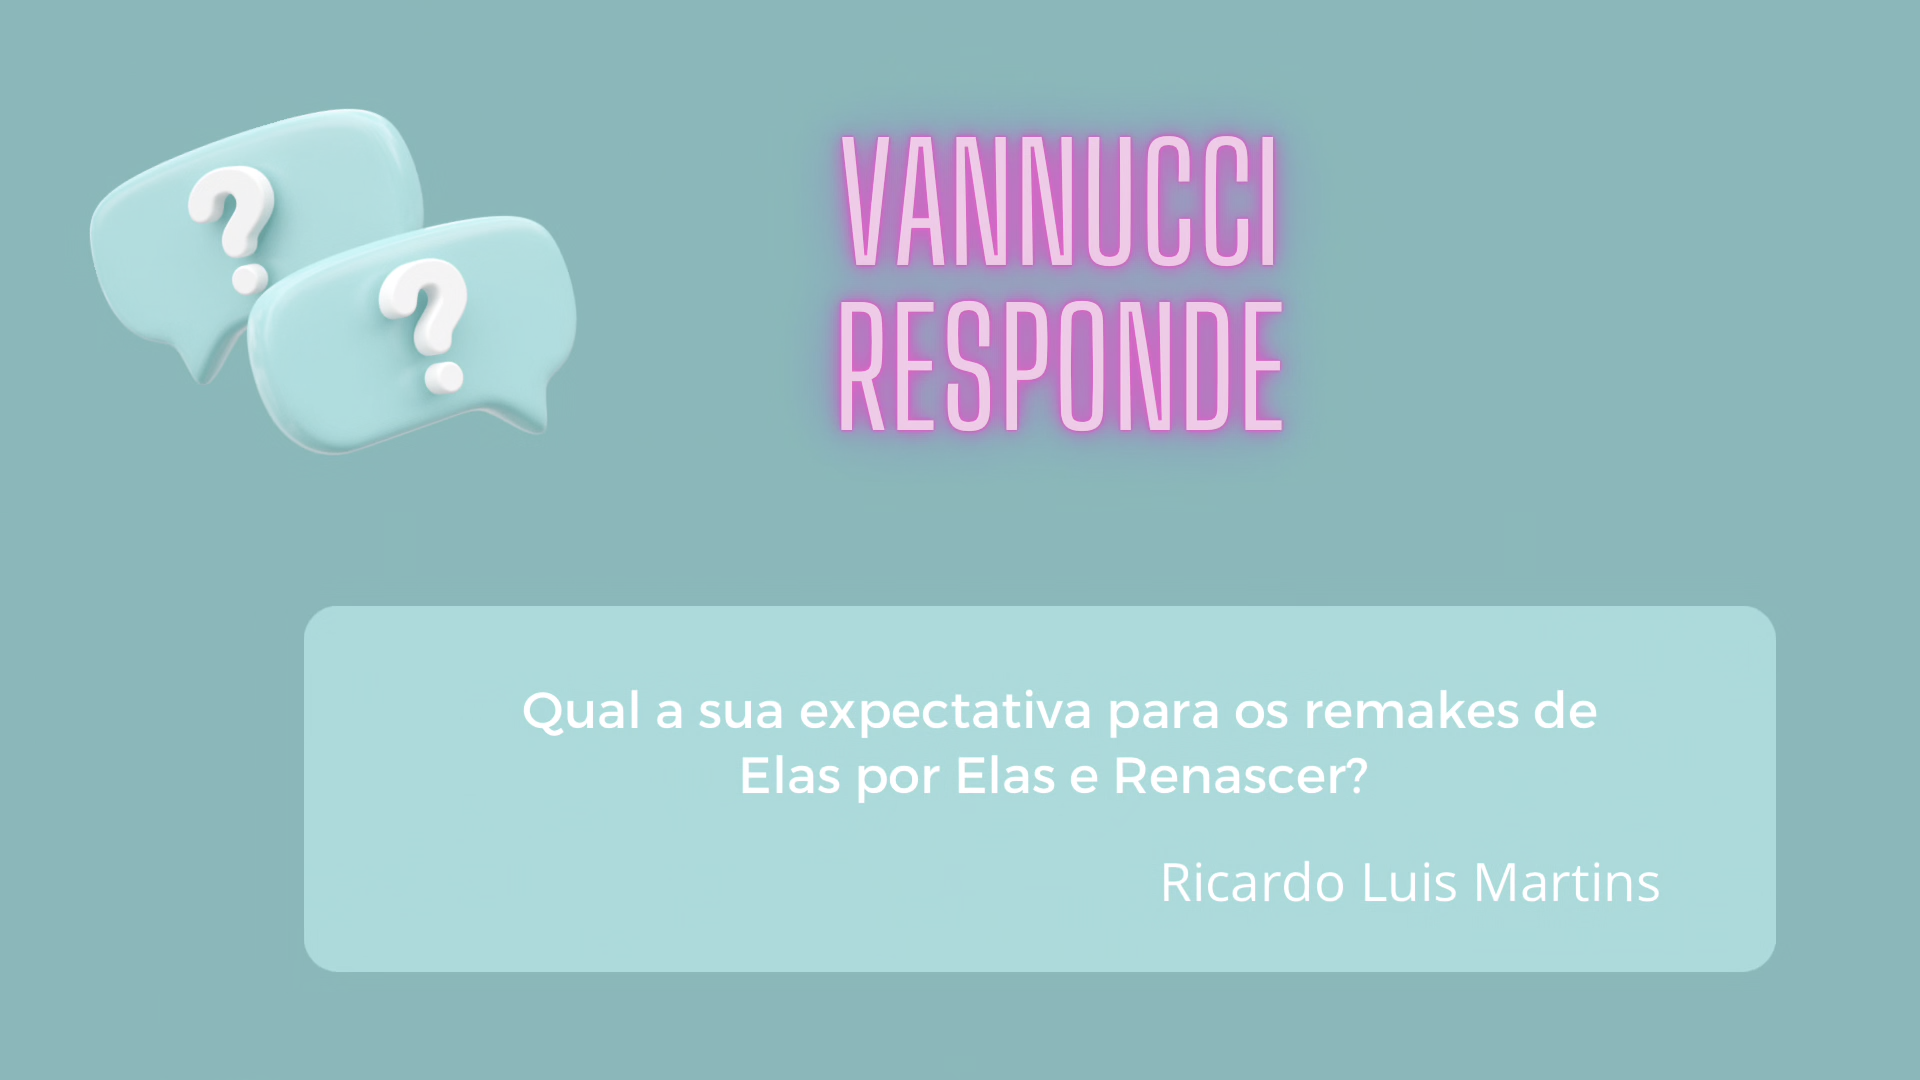 VANNUCCI
RESPONDE
Qual a sua expectativa para os remakes de
Elas por Elas e Renascer?
Ricardo Luis Martins